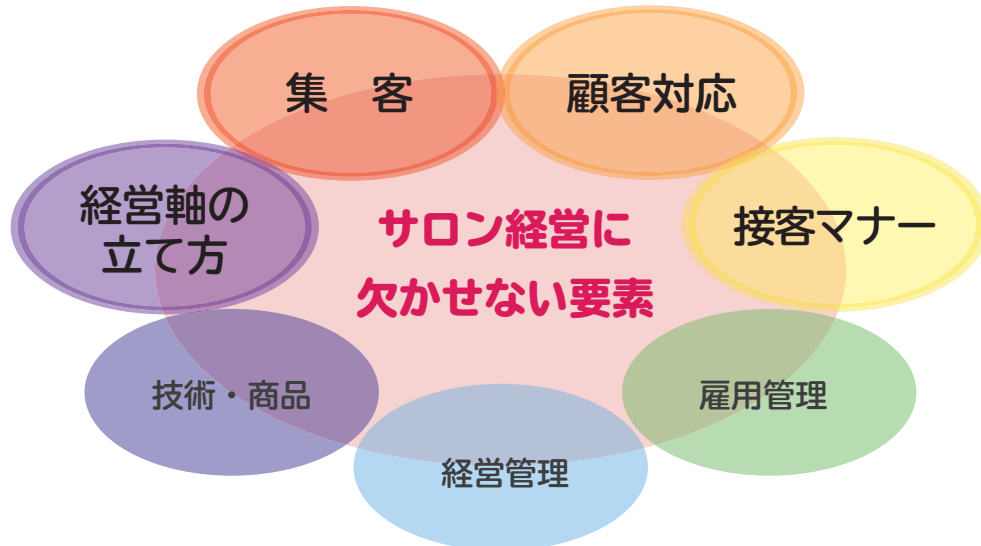 集　客
顧客対応
経営軸の
立て方
接客マナー
サロン経営に
欠かせない要素
技術・商品
雇用管理
経営管理